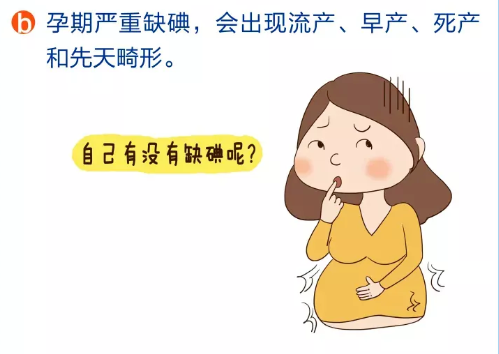 b 孕期严重缺碘，会出现流产、早产、死产
和先天畸形。
自己有没有缺碘呢?